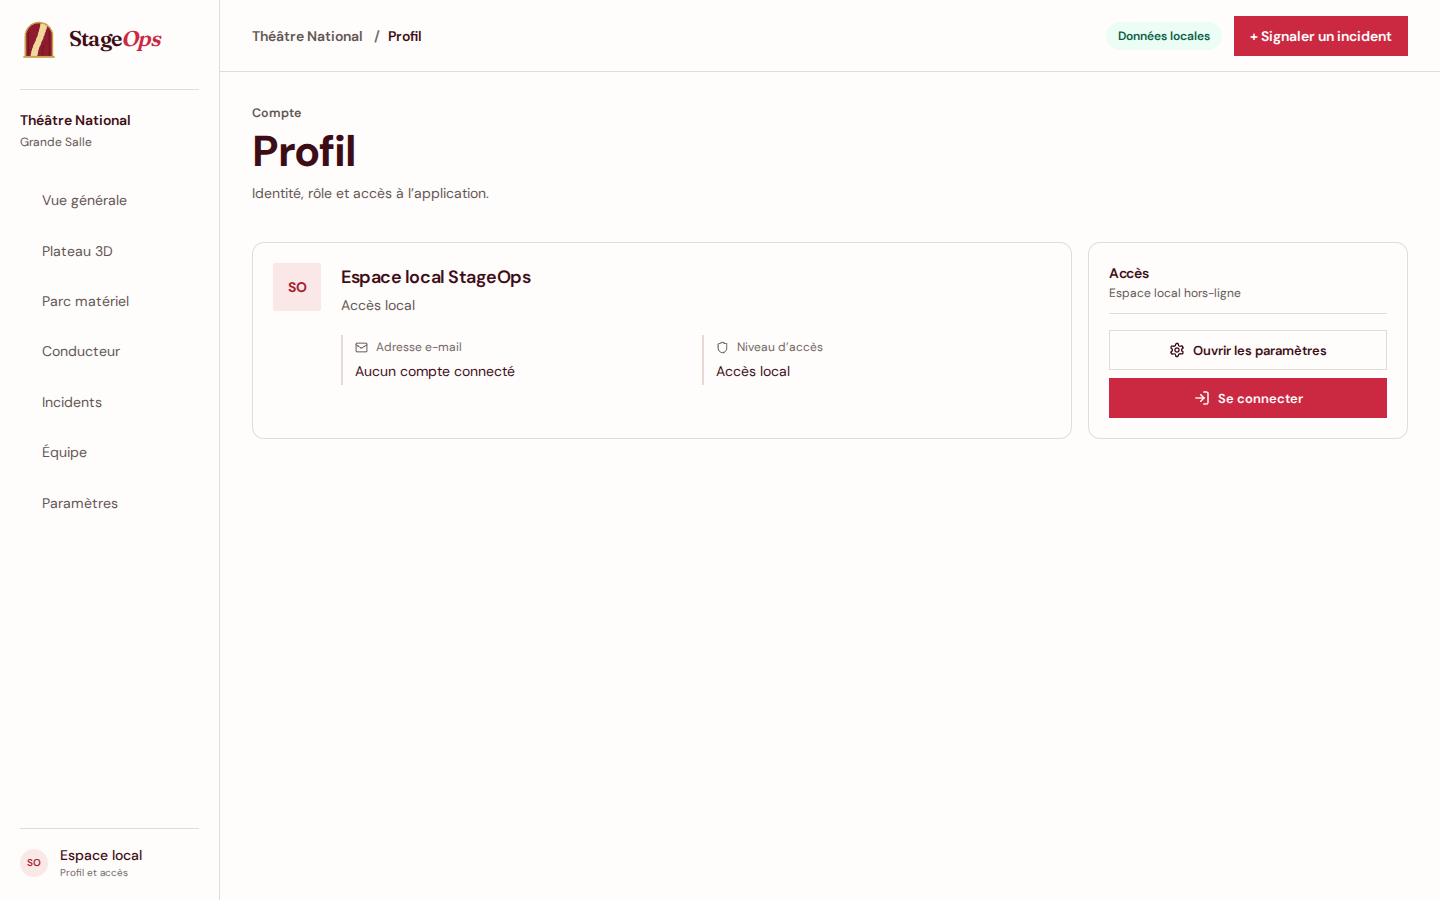 StageOps
Théâtre National
Grande Salle
Vue générale
Plateau 3D
Parc matériel
Conducteur
Incidents
Équipe
Paramètres
SO
Espace local
Profil et accès
Théâtre National / Profil
Données locales
+ Signaler un incident
Compte
Profil
Identité, rôle et accès à l’application.
SO
Espace local StageOps
Accès local
Adresse e-mail
Aucun compte connecté
Niveau d’accès
Accès local
Accès
Espace local hors-ligne
Ouvrir les paramètres
Se connecter